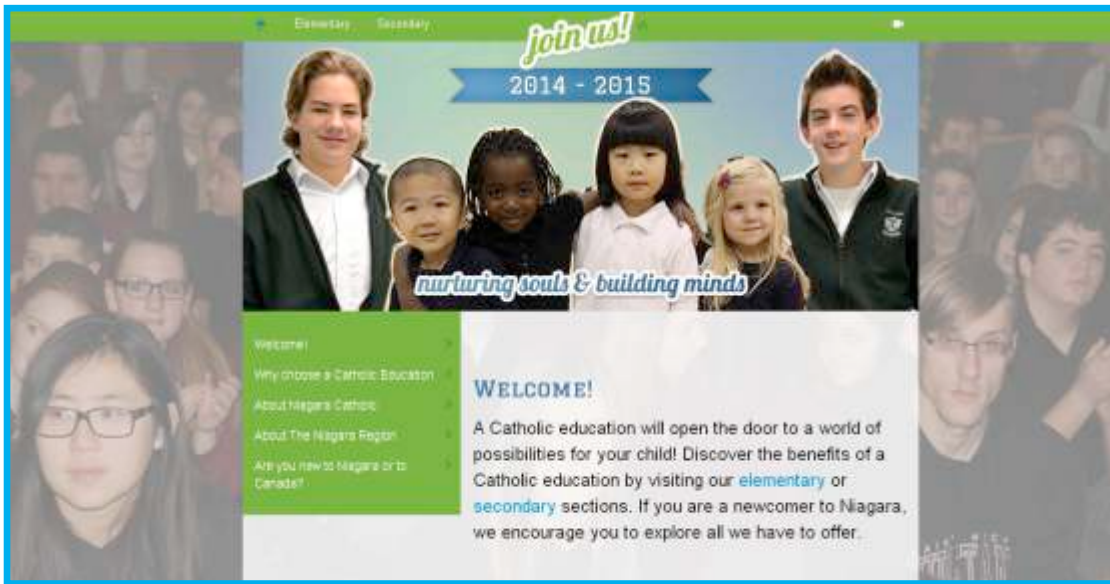 Elementary Secondary
join us!
2014 - 2015
nurturing souls & building minds
Welcome!
Why choose a Catholic Education
About Niagara Catholic
About The Niagara Region
Are you new to Niagara or to
Canada?
WELCOME!
A Catholic education will open the door to a world of
possibilities for your child! Discover the benefits of a
Catholic education by visiting our elementary or
secondary sections. If you are a newcomer to Niagara,
we encourage you to explore all we have to offer.